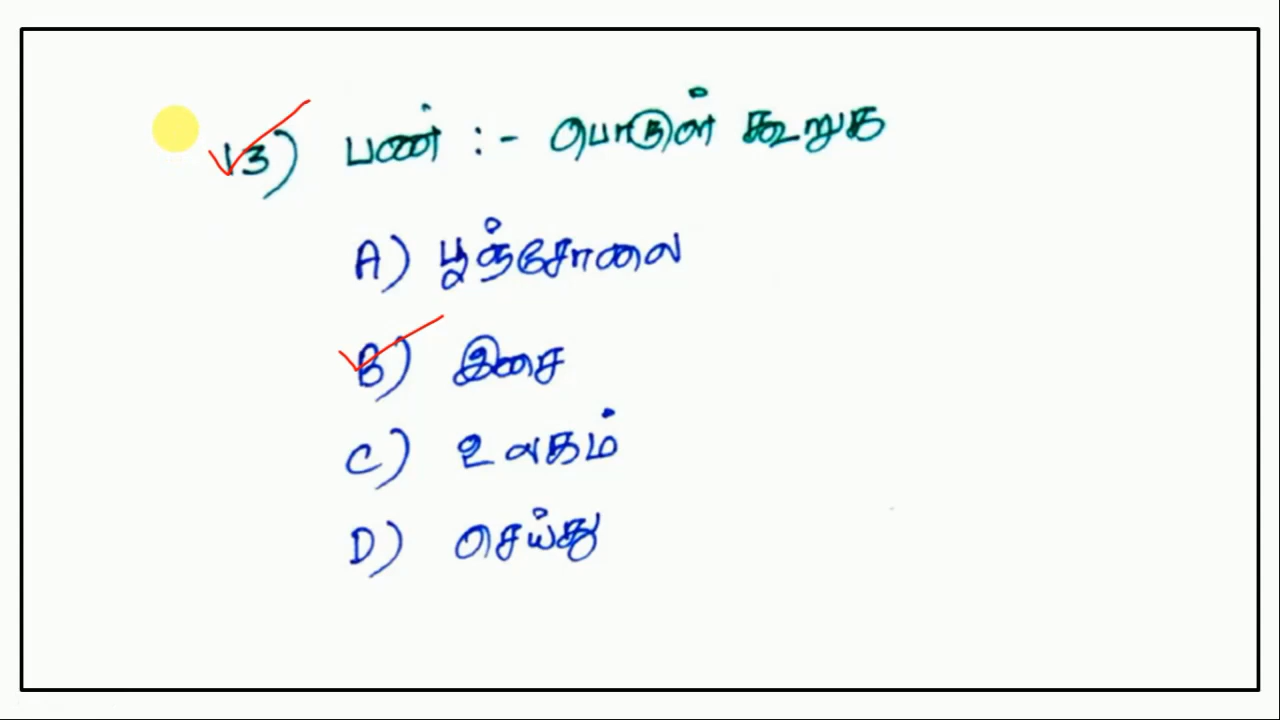 13) பண் :- பொருள் கூறுக
A) பூஞ்சோலை
B) இசை
C) உலகம்
D) செய்து